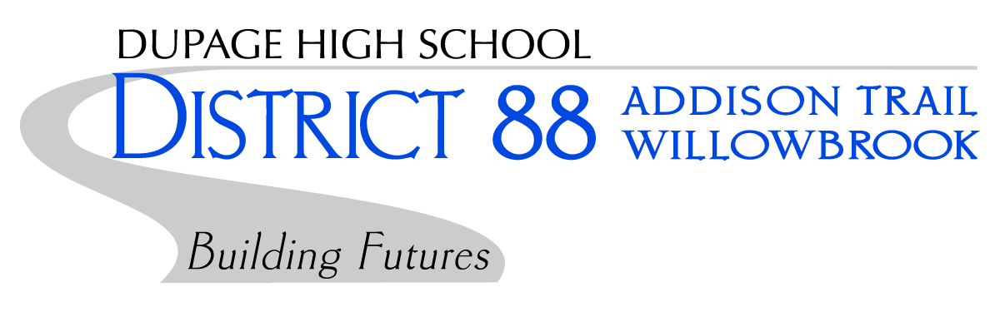 DUPAGE HIGH SCHOOL
DISTRICT 88
ADDISON TRAIL
WILLOWBROOK
Building Futures